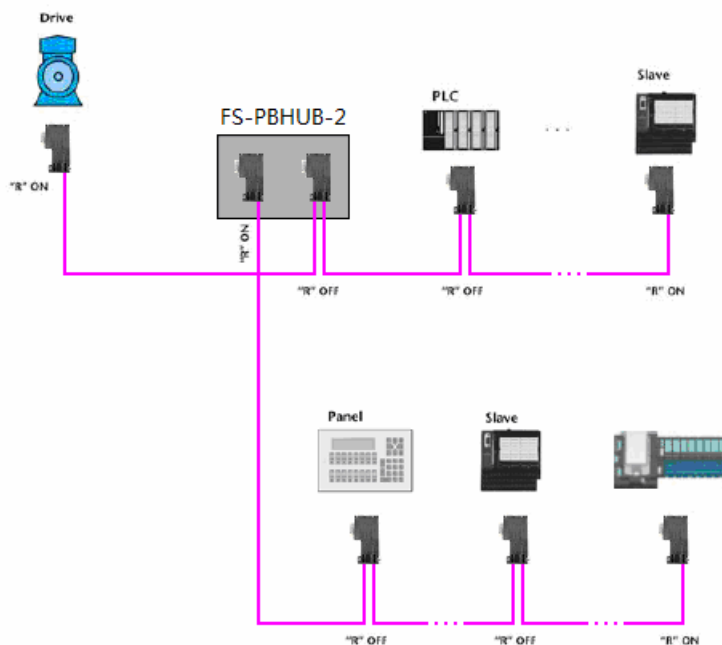 Drive
Slave
PLC
FS-PBHUB-2
"R" ON
"R" ON
"R" OFF
"R" OFF
"R" ON
Panel
Slave
"R" OFF
"R" OFF
"R" ON